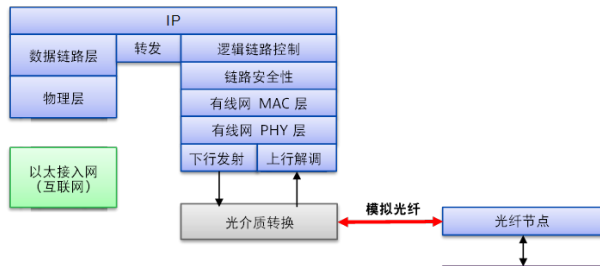 IP
数据链路层
转发
逻辑链路控制
链路安全性
物理层
有线网 MAC 层
有线网 PHY 层
下行发射
上行解调
以太接入网
（互联网）
光介质转换
模拟光纤
光纤节点